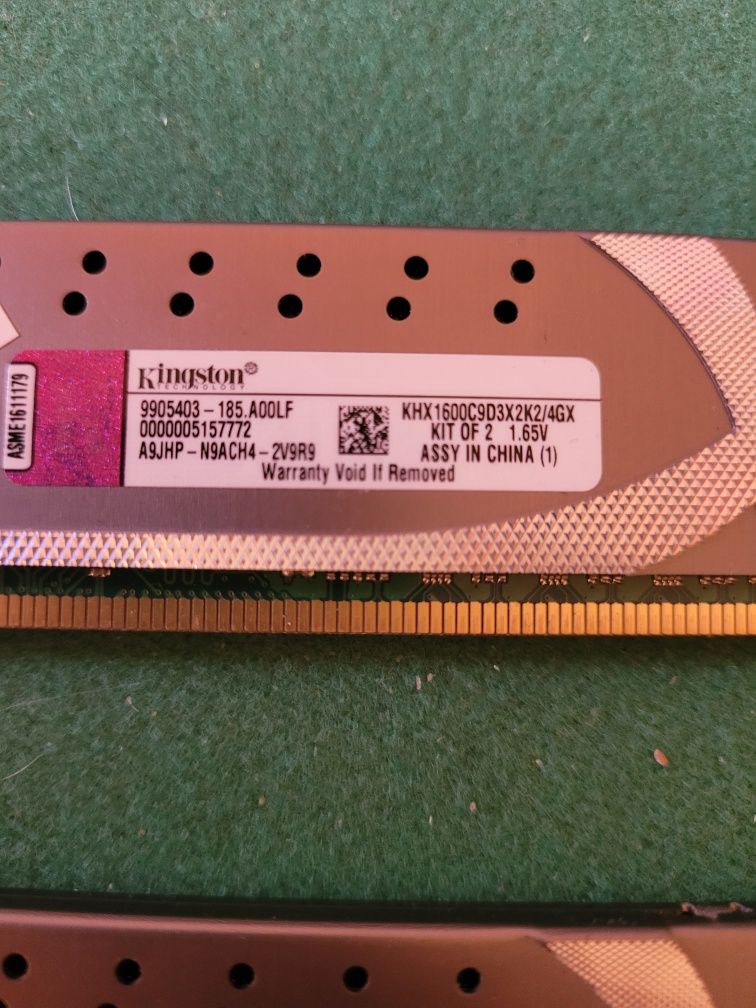 ASME1611179
Kingston®
TECHNOLOGY
9905403-185.A00LF
0000005157772
A9JHP-N9ACH4-2V9R9
KHX1600C9D3X2K2/4GX
KIT OF 2 1.65V
ASSY IN CHINA (1)
Warranty Void If Removed